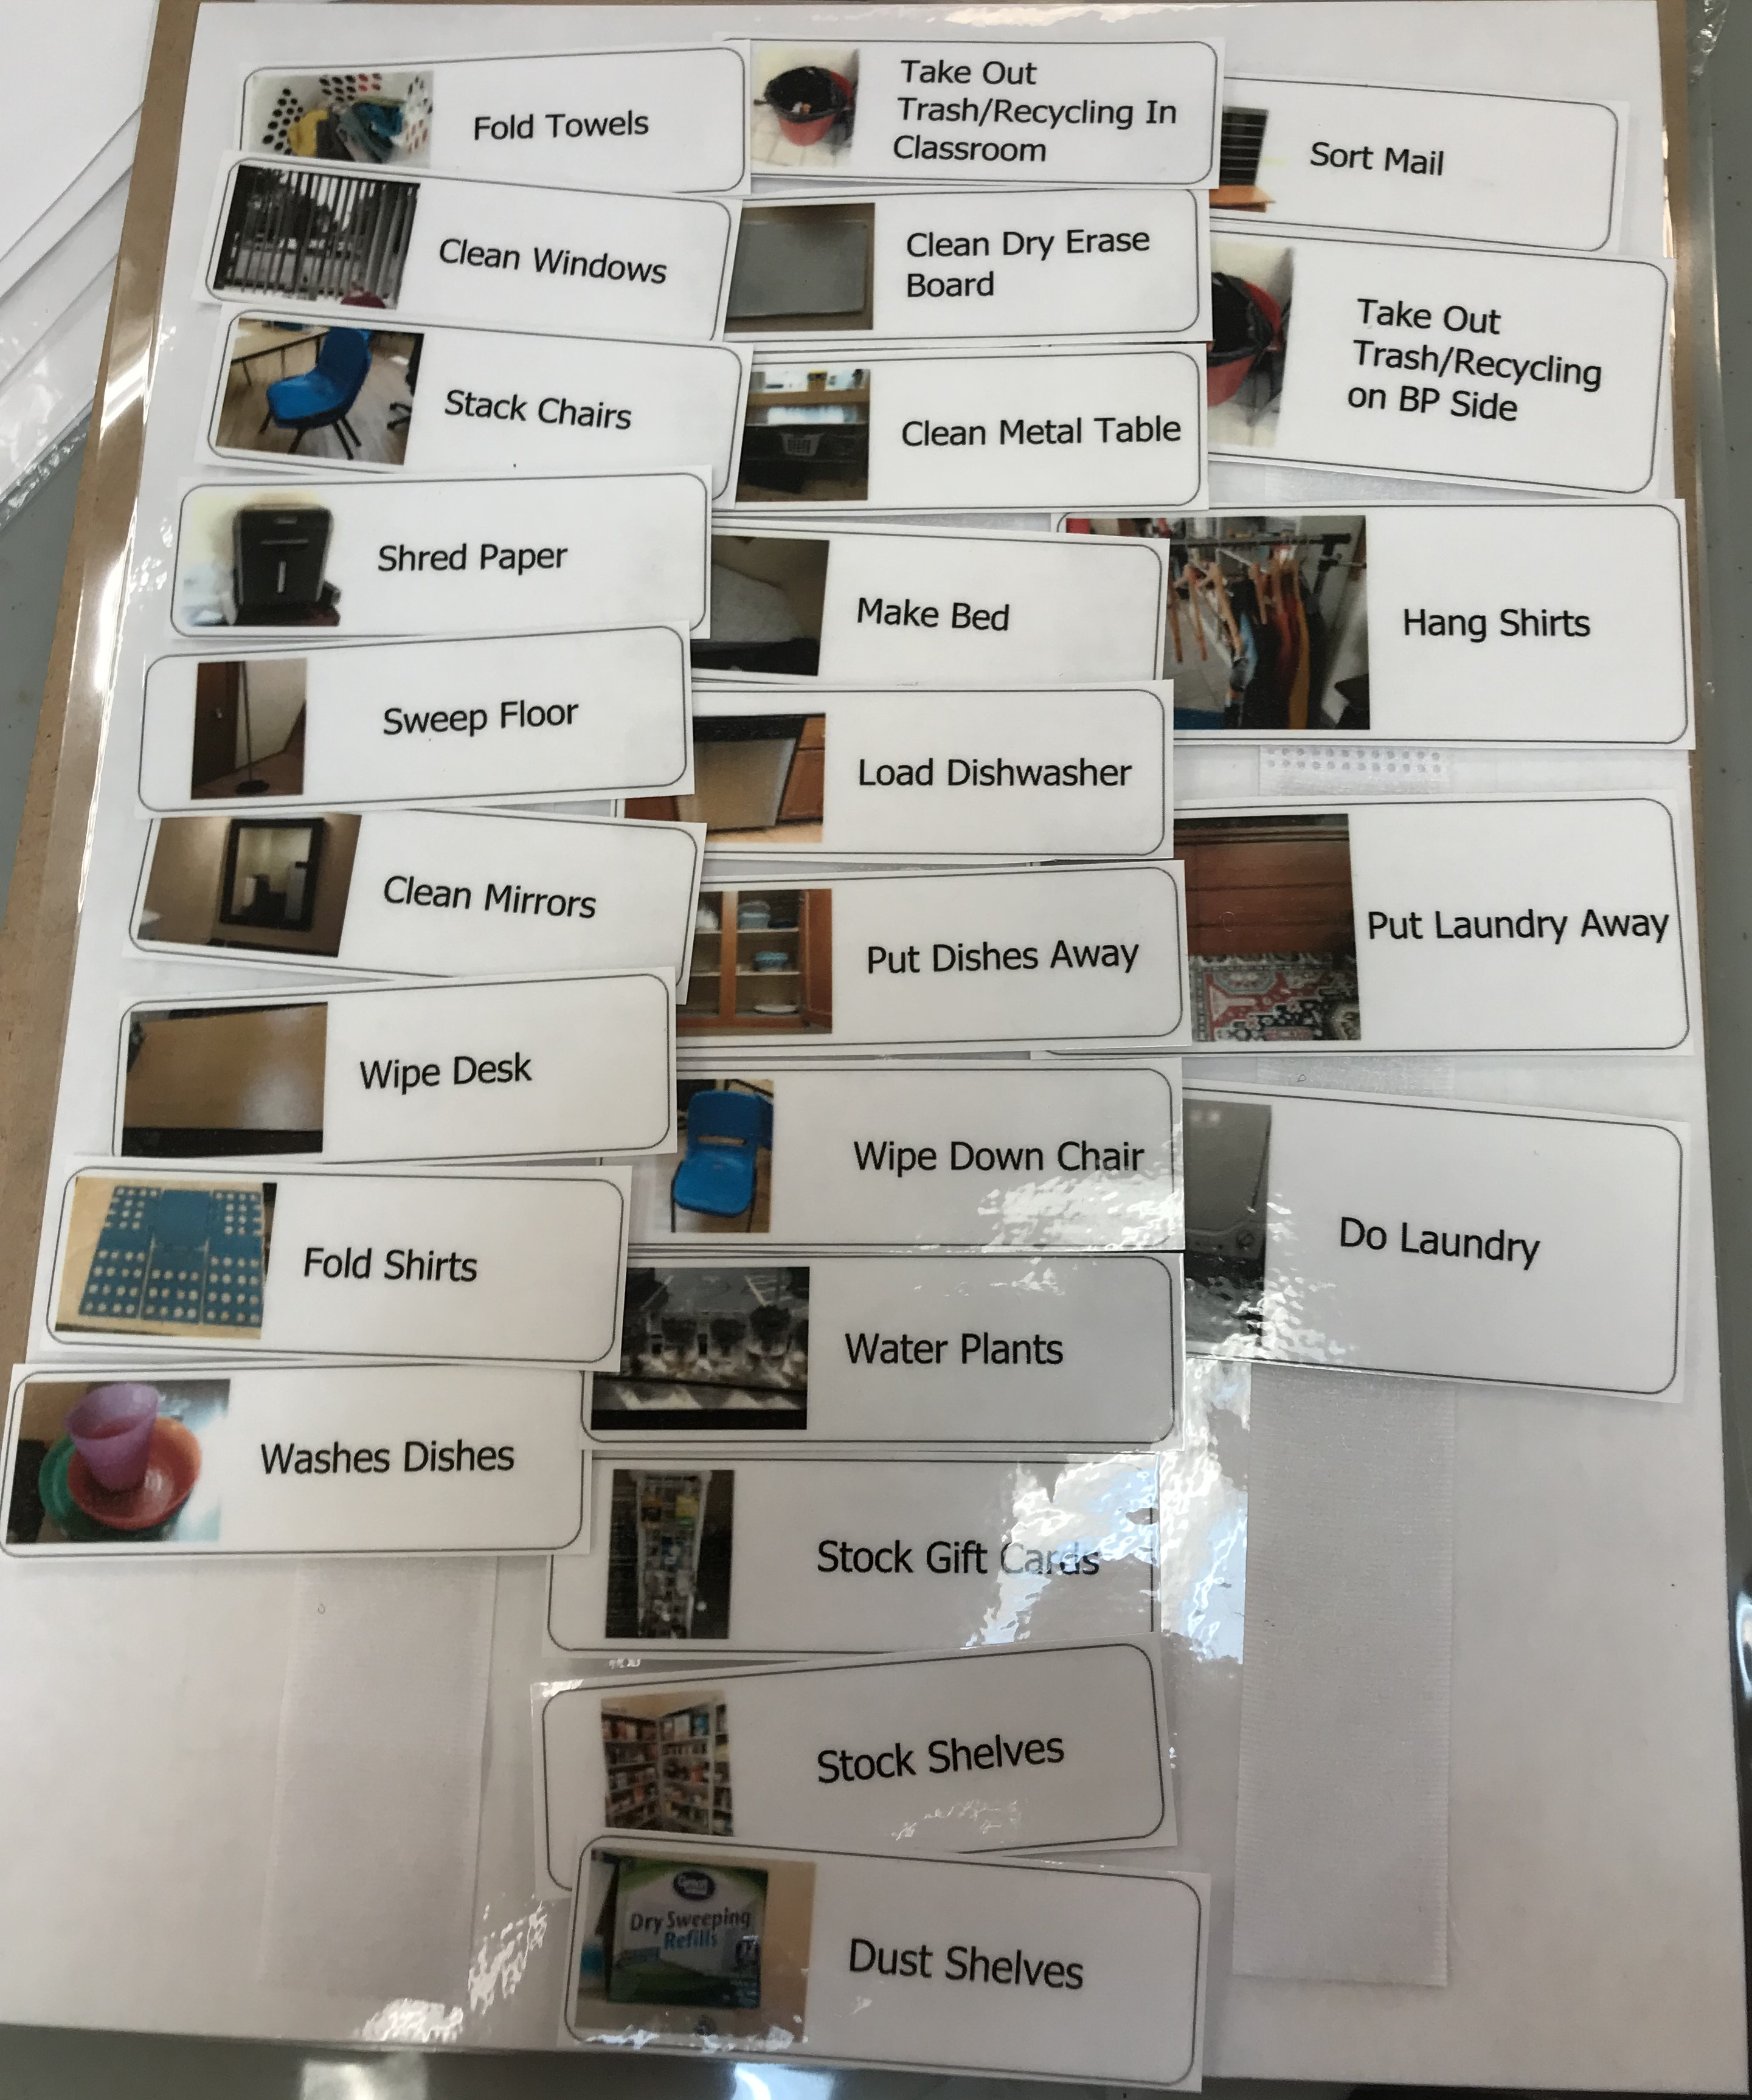 Fold Towels
Clean Windows
Stack Chairs
Shred Paper
Sweep Floor
Clean Mirrors
Wipe Desk
Fold Shirts
Washes Dishes
Take Out
Trash/Recycling In
Classroom
Clean Dry Erase
Board
Clean Metal Table
Make Bed
Load Dishwasher
Put Dishes Away
Wipe Down Chair
Water Plants
Stock Gift Cards
Stock Shelves
Great
Dry Sweeping
Refills
Dust Shelves
Sort Mail
Take Out
Trash/Recycling
on BP Side
Hang Shirts
Put Laundry Away
Do Laundry